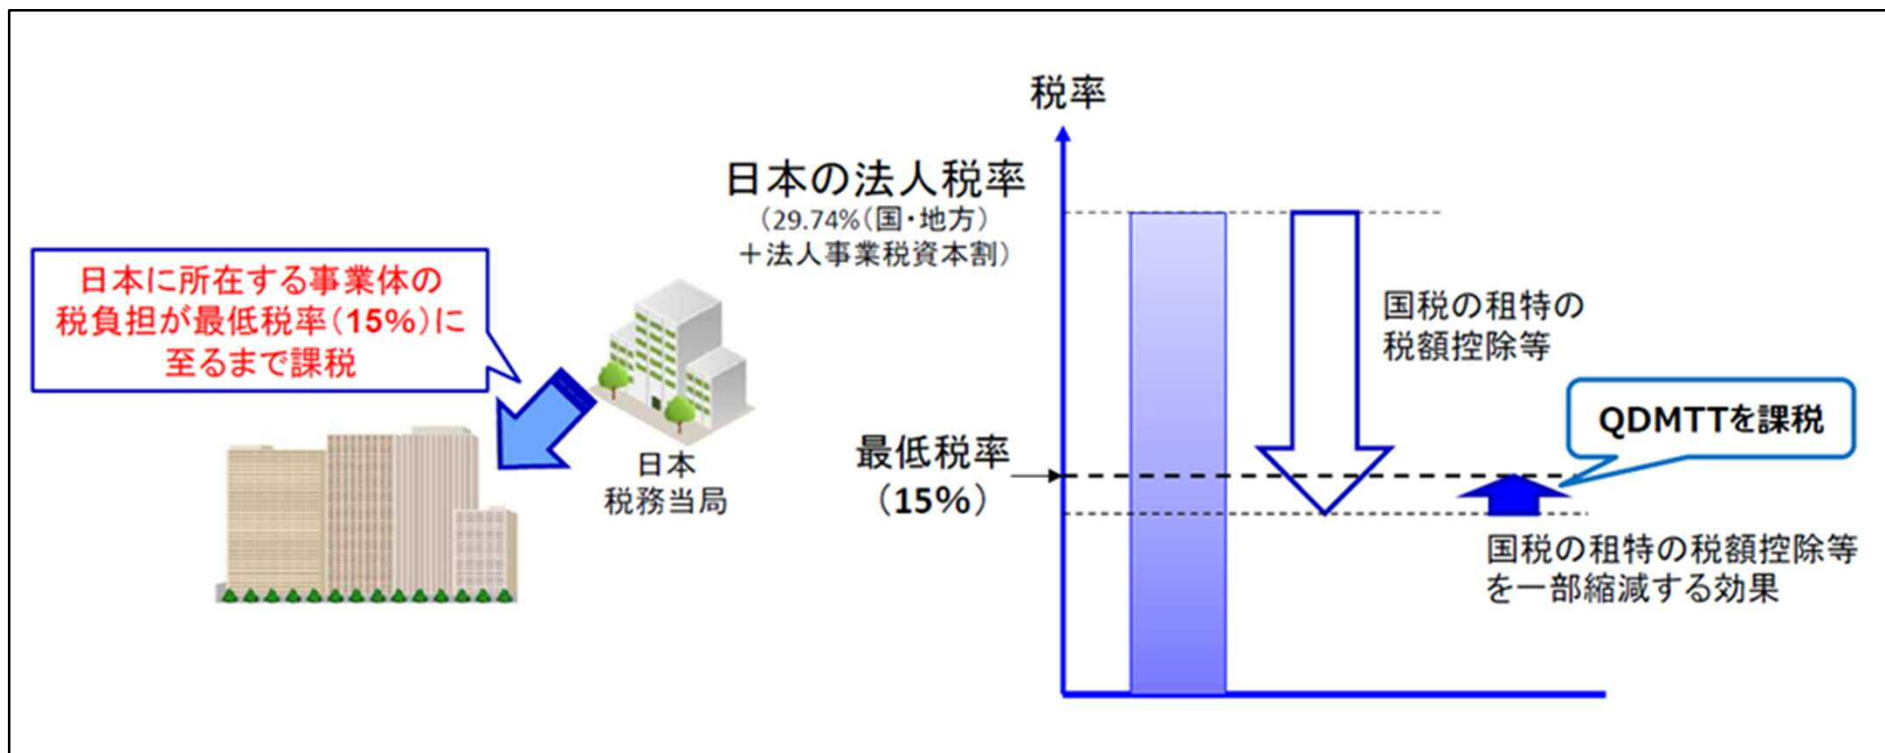 税率
日本の法人税率
(29.74%(国・地方)
+法人事業税資本割)
日本に所在する事業体の
税負担が最低税率(15%)に
至るまで課税
日本
税務当局
国税の租特の
税額控除等
最低税率
(15%)
QDMTTを課税
国税の租特の税額控除等
を一部縮減する効果